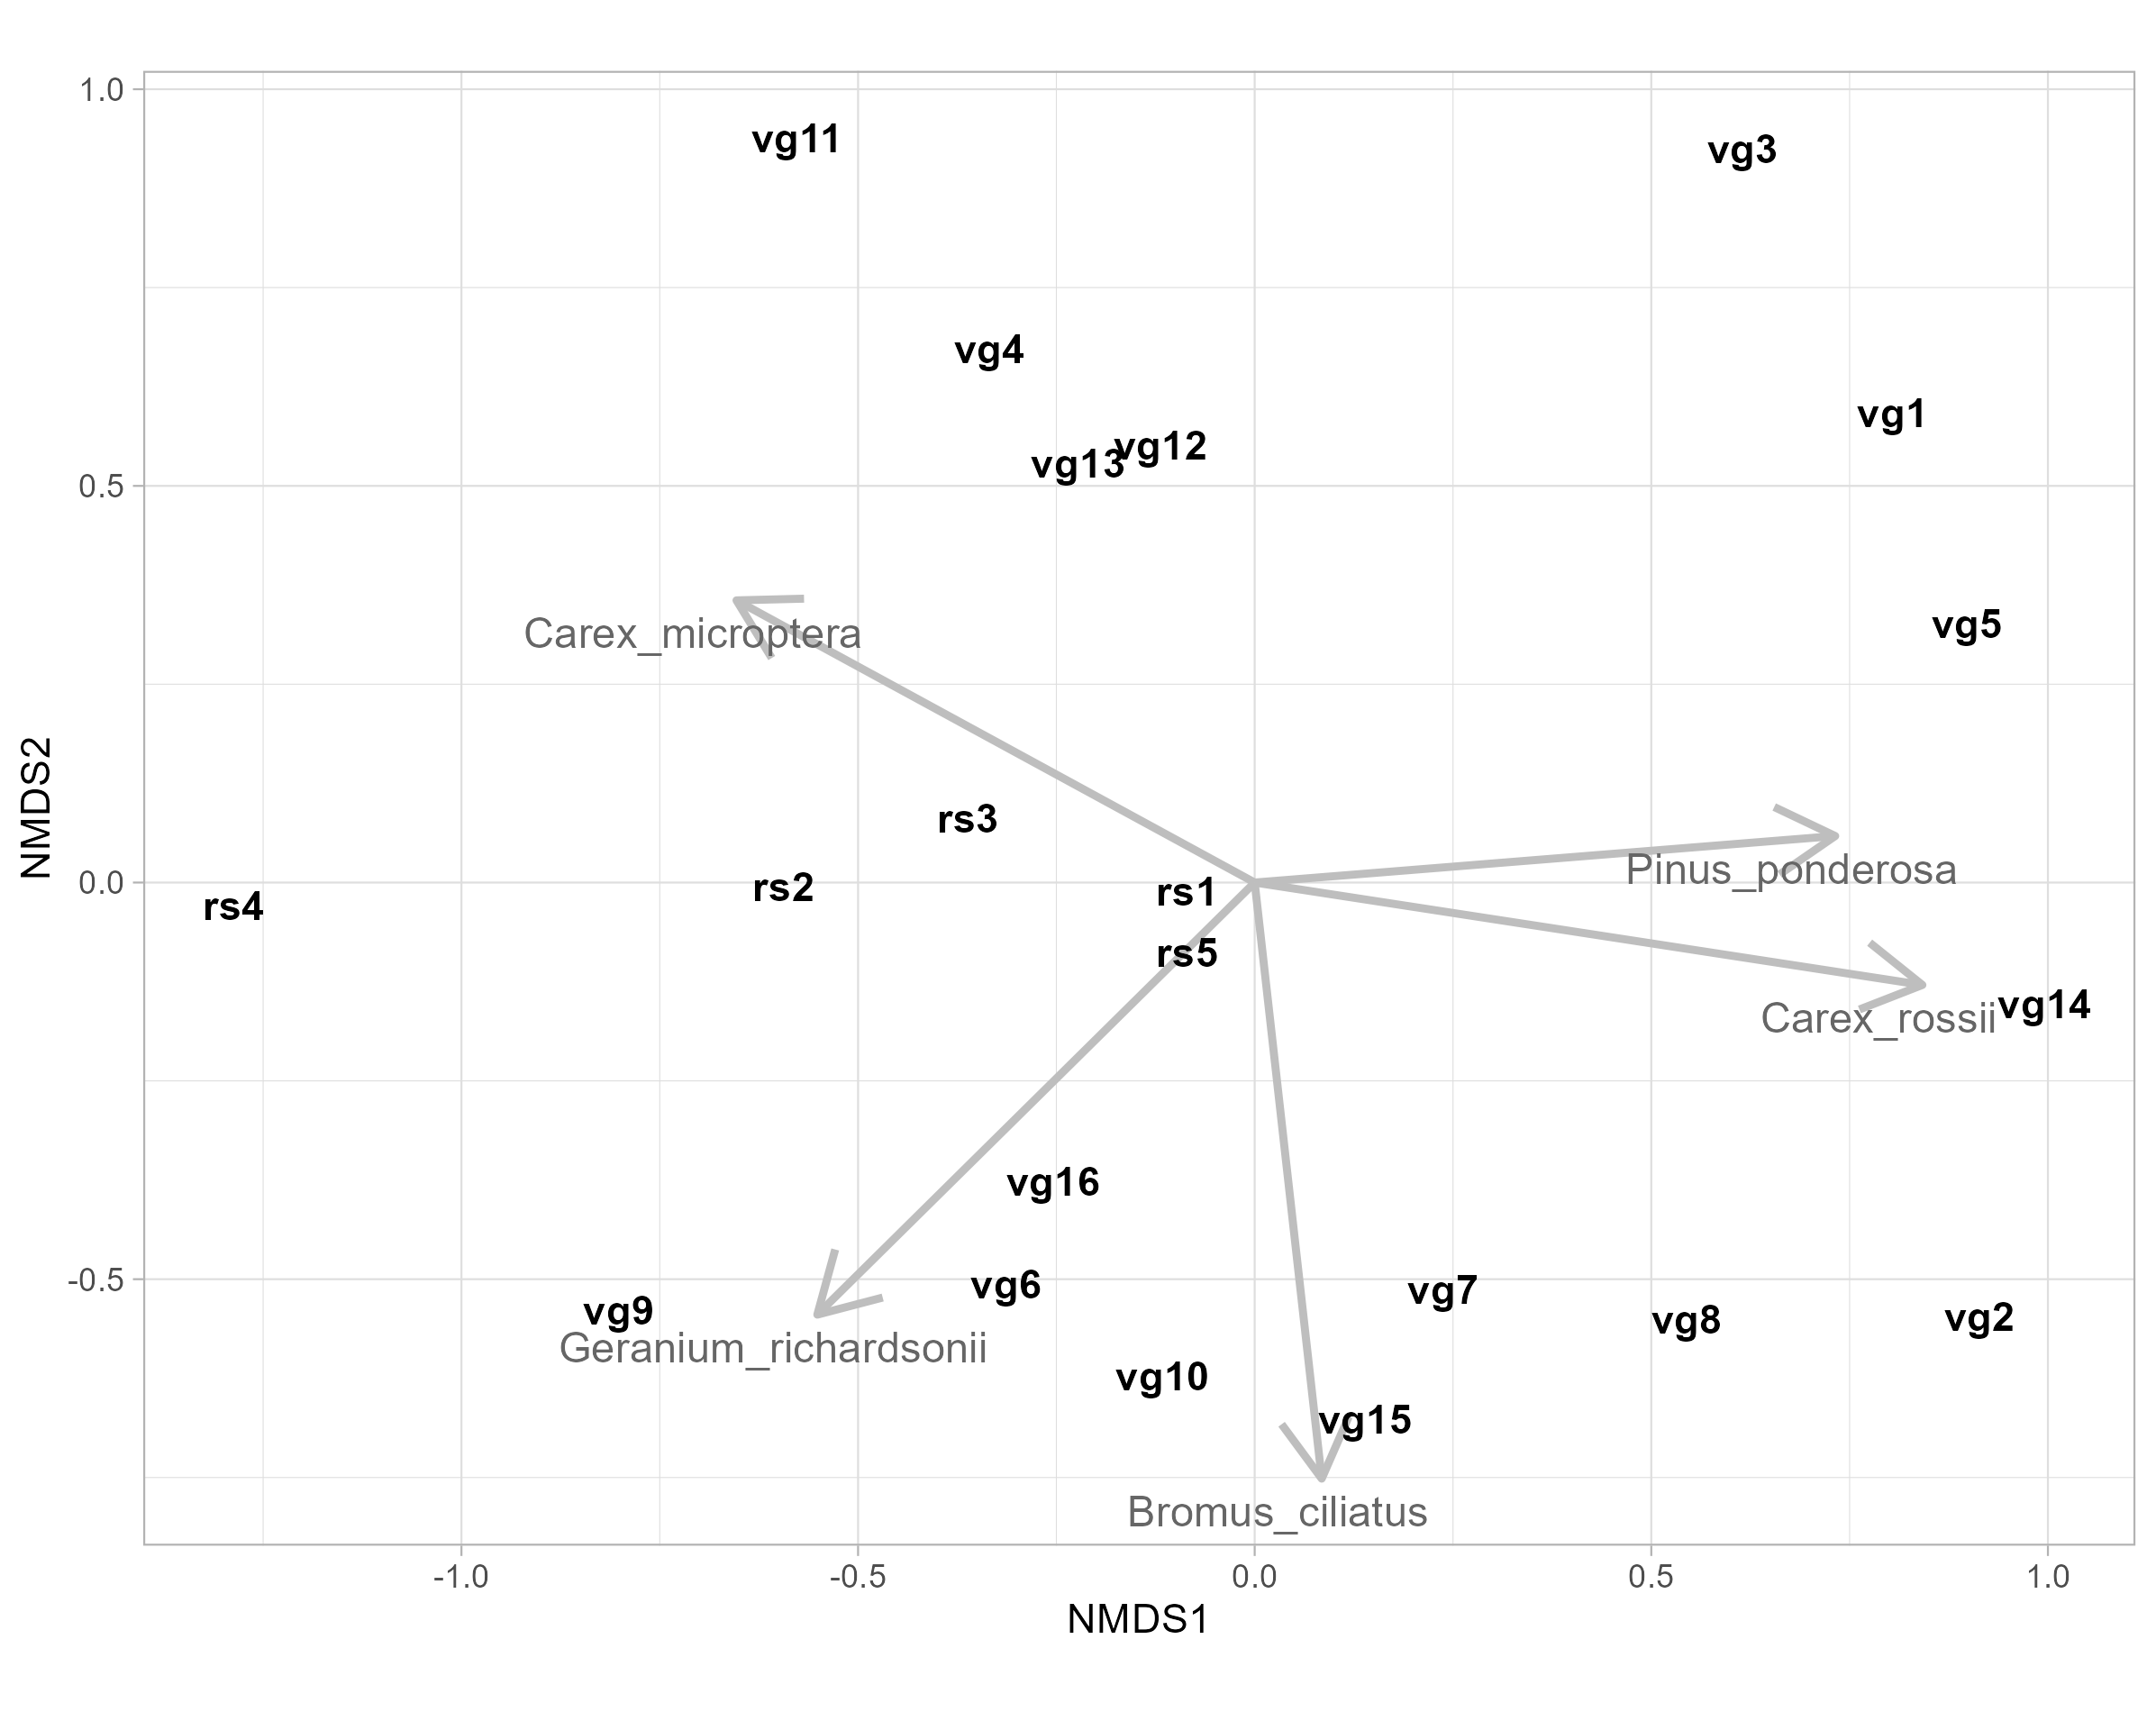 1.0
vg11
vg3
vg4
vg1
vg12
vg13
0.5
vg5
Carex_microptera
NMDS2
rs3
Pinus_ponderosa
0.0
rs2
rs1
rs4
rs5
vg14
Carex_rossii
vg16
-0.5
vg6
vg7
vg9
vg8
vg2
Geranium_richardsonii
vg10
vg15
Bromus_ciliatus
-1.0 -0.5 0.0 0.5 1.0
NMDS1